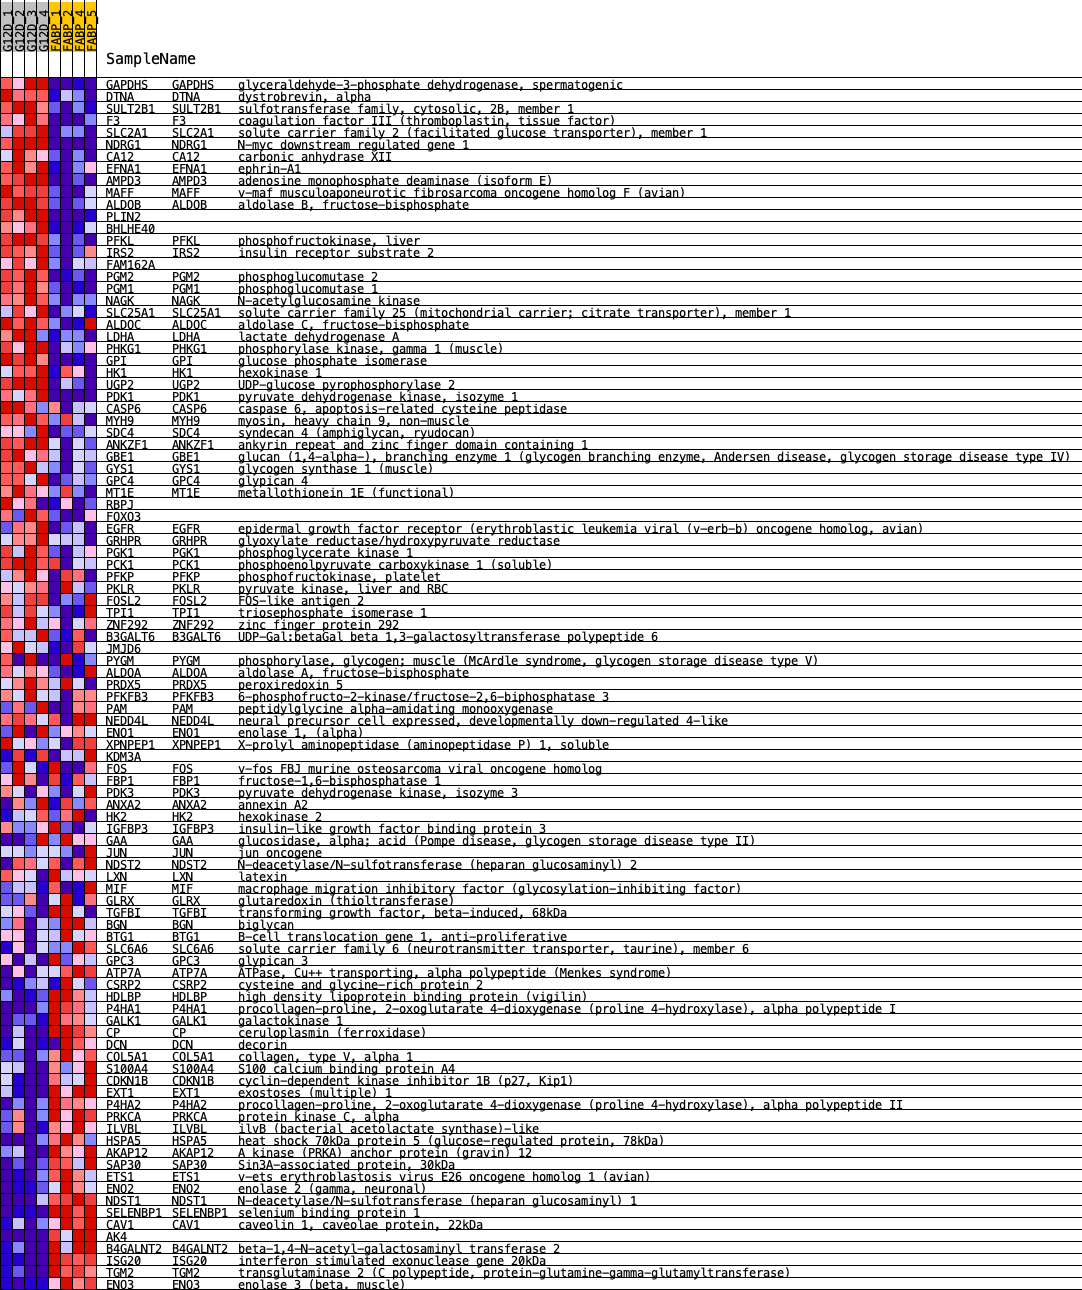 G12D_1
G12D_2
G12D_3
G12D_4
FABP_1
FABP_2
FABP_4
FABP_5
SampleName
GAPDHS GAPDHS glyceraldehyde-3-phosphate dehydrogenase, spermatogenic
DTNA DTNA dystrobrevin, alpha
SULT2B1 SULT2B1 sulfotransferase family, cytosolic, 2B, member 1
F3 F3 coagulation factor III (thromboplastin, tissue factor)
SLC2A1 SLC2A1 solute carrier family 2 (facilitated glucose transporter), member 1
NDRG1 NDRG1 N-myc downstream regulated gene 1
CA12 CA12 carbonic anhydrase XII
EFNA1 EFNA1 ephrin-A1
AMPD3 AMPD3 adenosine monophosphate deaminase (isoform E)
MAFF MAFF v-maf musculoaponeurotic fibrosarcoma oncogene homolog F (avian)
ALDOB ALDOB aldolase B, fructose-bisphosphate
PLIN2
BHLHE40
PFKL PFKL phosphofructokinase, liver
IRS2 IRS2 insulin receptor substrate 2
FAM162A
PGM2 PGM2 phosphoglucomutase 2
PGM1 PGM1 phosphoglucomutase 1
NAGK NAGK N-acetylglucosamine kinase
SLC25A1 SLC25A1 solute carrier family 25 (mitochondrial carrier; citrate transporter), member 1
ALDOC ALDOC aldolase C, fructose-bisphosphate
LDHA LDHA lactate dehydrogenase A
PHKG1 PHKG1 phosphorylase kinase, gamma 1 (muscle)
GPI GPI glucose phosphate isomerase
HK1 HK1 hexokinase 1
UGP2 UGP2 UDP-glucose pyrophosphorylase 2
PDK1 PDK1 pyruvate dehydrogenase kinase, isozyme 1
CASP6 CASP6 caspase 6, apoptosis-related cysteine peptidase
MYH9 MYH9 myosin, heavy chain 9, non-muscle
SDC4 SDC4 syndecan 4 (amphiglycan, ryudocan)
ANKZF1 ANKZF1 ankyrin repeat and zinc finger domain containing 1
GBE1 GBE1 glucan (1,4-alpha-), branching enzyme 1 (glycogen branching enzyme, Andersen disease, glycogen storage disease type IV)
GYS1 GYS1 glycogen synthase 1 (muscle)
GPC4 GPC4 glypican 4
MT1E MT1E metallothionein 1E (functional)
RBPJ
FOXO3
EGFR EGFR epidermal growth factor receptor (erythroblastic leukemia viral (v-erb-b) oncogene homolog, avian)
GRHPR GRHPR glyoxylate reductase/hydroxypyruvate reductase
PGK1 PGK1 phosphoglycerate kinase 1
PCK1 PCK1 phosphoenolpyruvate carboxykinase 1 (soluble)
PFKP PFKP phosphofructokinase, platelet
PKLR PKLR pyruvate kinase, liver and RBC
FOSL2 FOSL2 FOS-like antigen 2
TPI1 TPI1 triosephosphate isomerase 1
ZNF292 ZNF292 zinc finger protein 292
B3GALT6 B3GALT6 UDP-Gal:betaGal beta 1,3-galactosyltransferase polypeptide 6
JMJD6
PYGM PYGM phosphorylase, glycogen; muscle (McArdle syndrome, glycogen storage disease type V)
ALDOA ALDOA aldolase A, fructose-bisphosphate
PRDX5 PRDX5 peroxiredoxin 5
PFKFB3 PFKFB3 6-phosphofructo-2-kinase/fructose-2,6-biphosphatase 3
PAM PAM peptidylglycine alpha-amidating monooxygenase
NEDD4L NEDD4L neural precursor cell expressed, developmentally down-regulated 4-like
ENO1 ENO1 enolase 1, (alpha)
XPNPEP1 XPNPEP1 X-prolyl aminopeptidase (aminopeptidase P) 1, soluble
KDM3A
FOS FOS v-fos FBJ murine osteosarcoma viral oncogene homolog
FBP1 FBP1 fructose-1,6-bisphosphatase 1
PDK3 PDK3 pyruvate dehydrogenase kinase, isozyme 3
ANXA2 ANXA2 annexin A2
HK2 HK2 hexokinase 2
IGFBP3 IGFBP3 insulin-like growth factor binding protein 3
GAA GAA glucosidase, alpha; acid (Pompe disease, glycogen storage disease type II)
JUN JUN jun oncogene
NDST2 NDST2 N-deacetylase/N-sulfotransferase (heparan glucosaminyl) 2
LXN LXN latexin
MIF MIF macrophage migration inhibitory factor (glycosylation-inhibiting factor)
GLRX GLRX glutaredoxin (thioltransferase)
TGFBI TGFBI transforming growth factor, beta-induced, 68kDa
BGN BGN biglycan
BTG1 BTG1 B-cell translocation gene 1, anti-proliferative
SLC6A6 SLC6A6 solute carrier family 6 (neurotransmitter transporter, taurine), member 6
GPC3 GPC3 glypican 3
ATP7A ATP7A ATPase, Cu++ transporting, alpha polypeptide (Menkes syndrome)
CSRP2 CSRP2 cysteine and glycine-rich protein 2
HDLBP HDLBP high density lipoprotein binding protein (vigilin)
P4HA1 P4HA1 procollagen-proline, 2-oxoglutarate 4-dioxygenase (proline 4-hydroxylase), alpha polypeptide I
GALK1 GALK1 galactokinase 1
CP CP ceruloplasmin (ferroxidase)
DCN DCN decorin
COL5A1 COL5A1 collagen, type V, alpha 1
S100A4 S100A4 S100 calcium binding protein A4
CDKN1B CDKN1B cyclin-dependent kinase inhibitor 1B (p27, Kip1)
EXT1 EXT1 exostoses (multiple) 1
P4HA2 P4HA2 procollagen-proline, 2-oxoglutarate 4-dioxygenase (proline 4-hydroxylase), alpha polypeptide II
PRKCA PRKCA protein kinase C, alpha
ILVBL ILVBL ilvB (bacterial acetolactate synthase)-like
HSPA5 HSPA5 heat shock 70kDa protein 5 (glucose-regulated protein, 78kDa)
AKAP12 AKAP12 A kinase (PRKA) anchor protein (gravin) 12
SAP30 SAP30 Sin3A-associated protein, 30kDa
ETS1 ETS1 v-ets erythroblastosis virus E26 oncogene homolog 1 (avian)
ENO2 ENO2 enolase 2 (gamma, neuronal)
NDST1 NDST1 N-deacetylase/N-sulfotransferase (heparan glucosaminyl) 1
SELENBP1 SELENBP1 selenium binding protein 1
CAV1 CAV1 caveolin 1, caveolae protein, 22kDa
AK4
B4GALNT2 B4GALNT2 beta-1,4-N-acetyl-galactosaminyl transferase 2
ISG20 ISG20 interferon stimulated exonuclease gene 20kDa
TGM2 TGM2 transglutaminase 2 (C polypeptide, protein-glutamine-gamma-glutamyltransferase)
ENO3 ENO3 enolase 3 (beta, muscle)